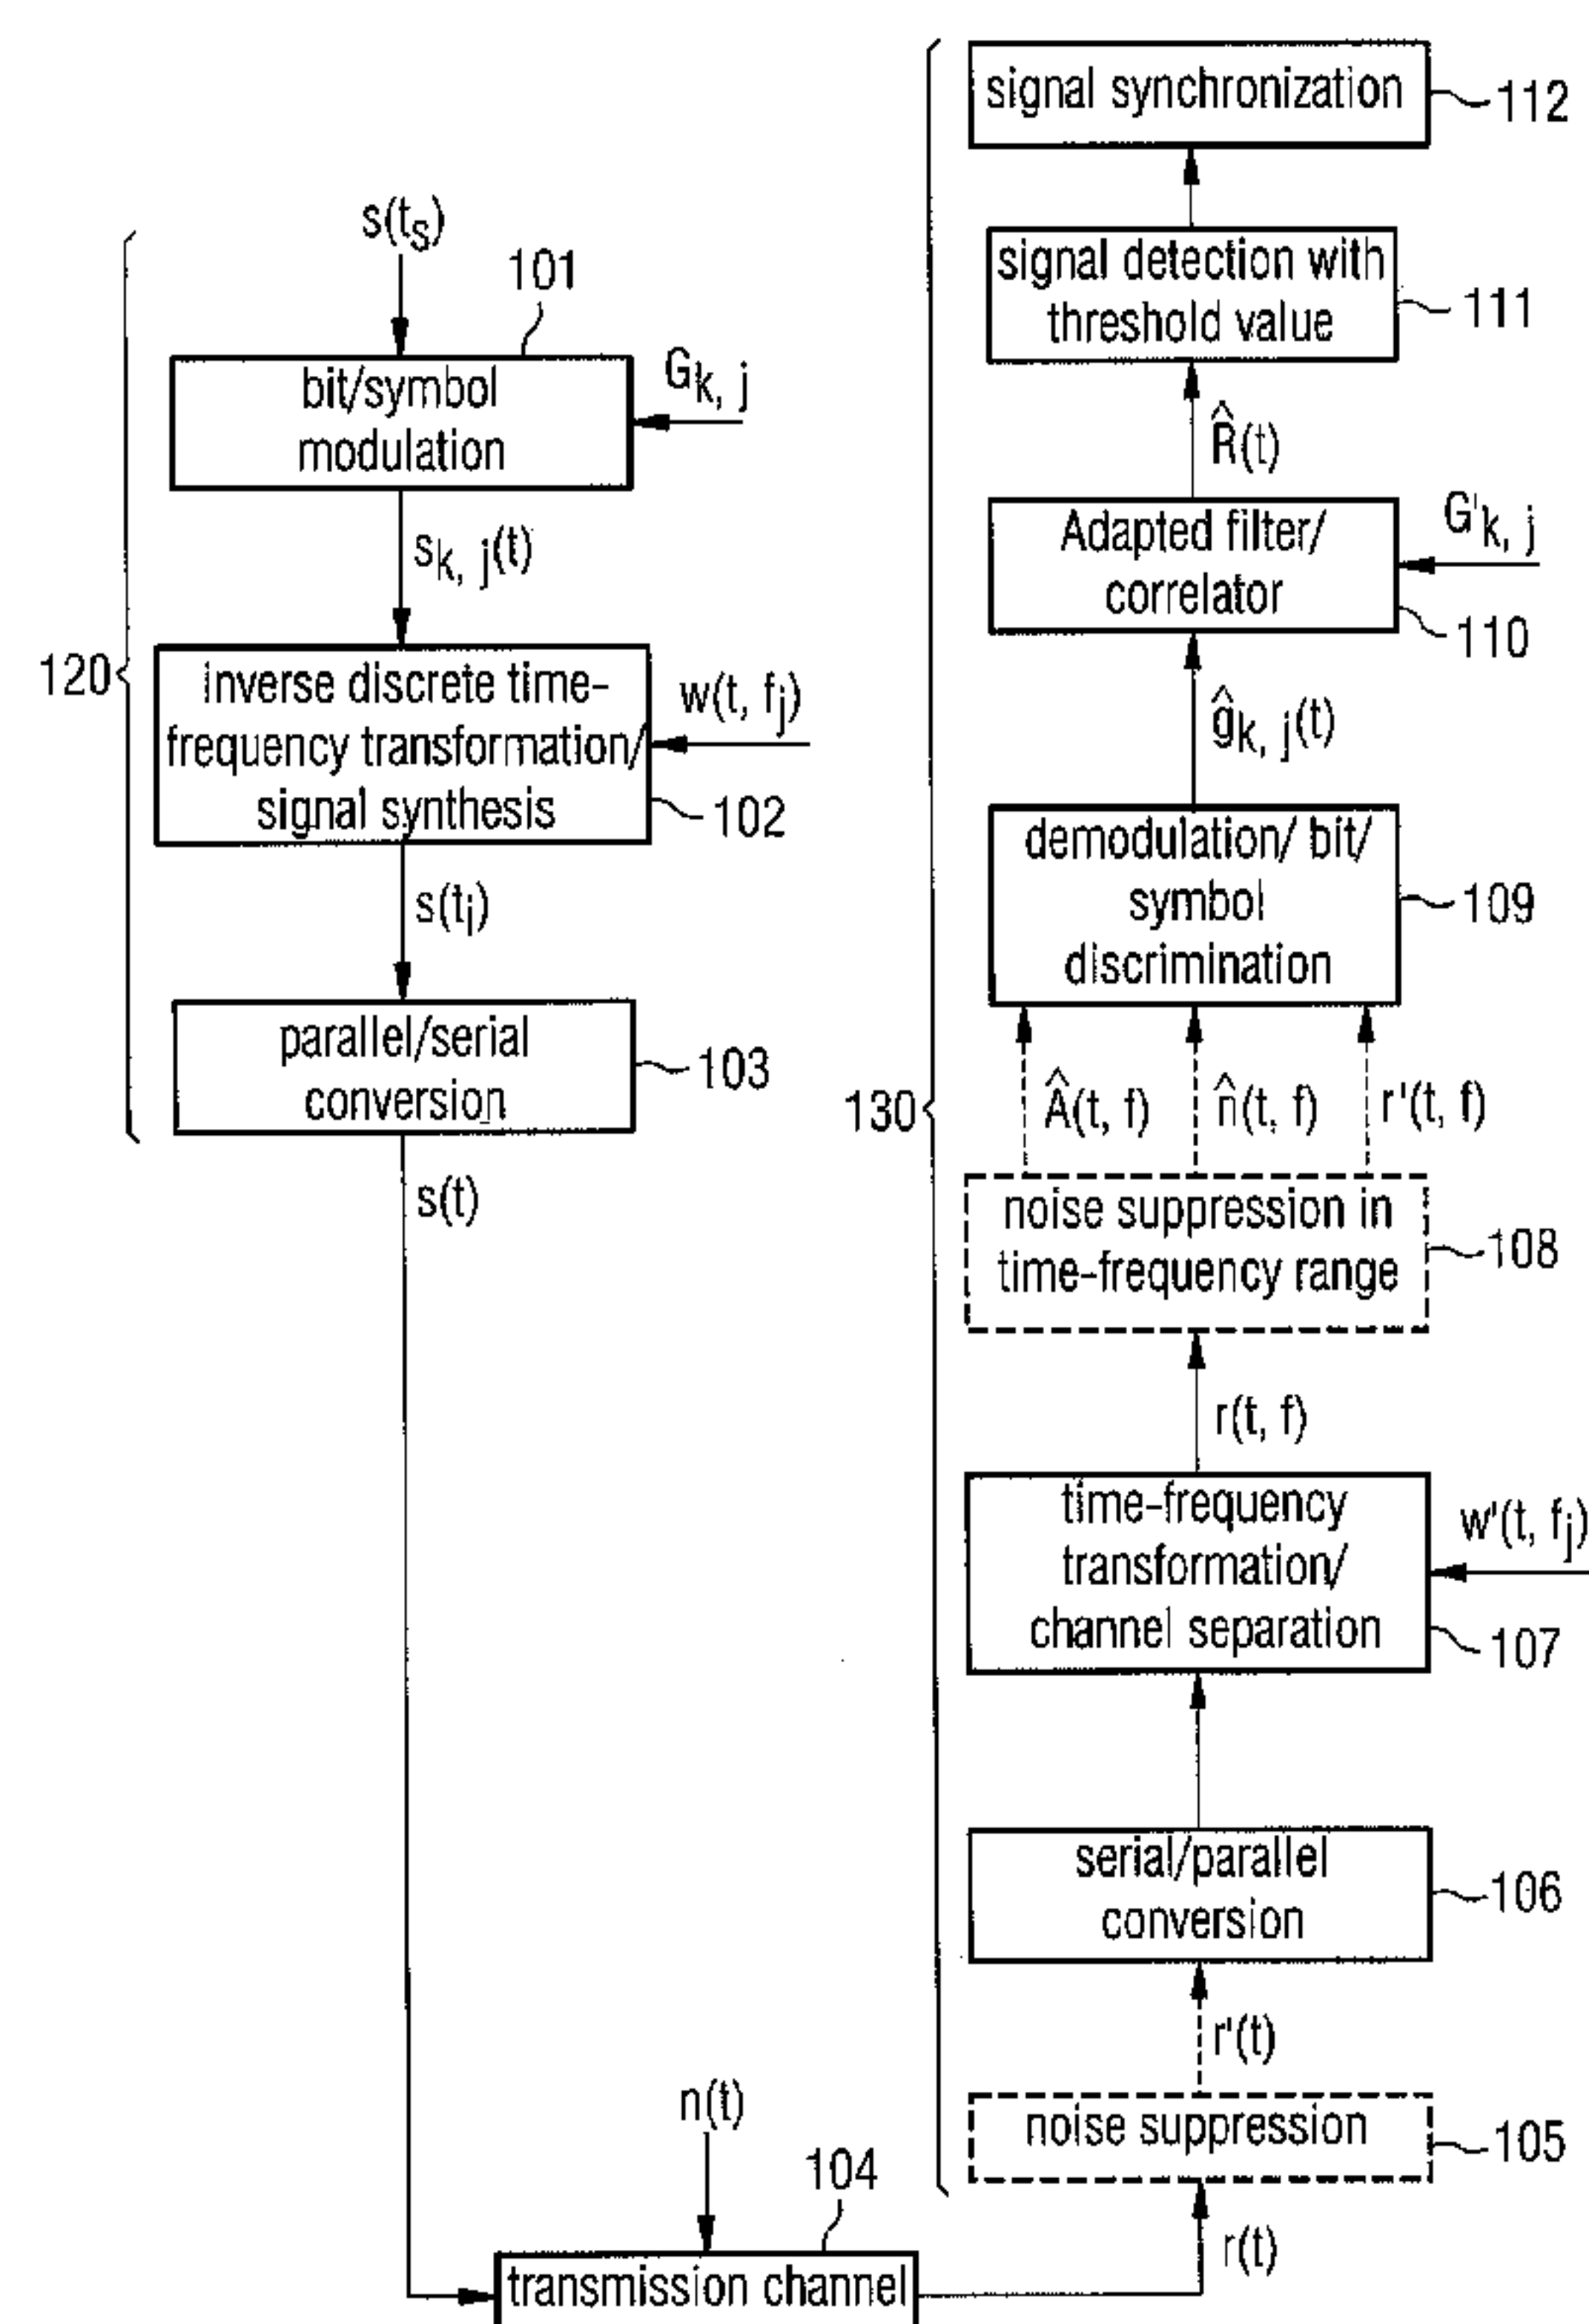 s(tₛ)
101
bit/symbol
modulation
Gk, j
sk, j(t)
120
inverse discrete time-
frequency transformation/
signal synthesis
w(t, fj)
102
s(ti)
parallel/serial
conversion
103
s(t)
n(t)
104
transmission channel
r(t)
130
noise suppression
105
r'(t)
serial/parallel
conversion
106
time-frequency
transformation/
channel separation
w'(t, fj)
107
r(t, f)
noise suppression in
time-frequency range
108
Â(t, f)
n̂(t, f)
r'(t, f)
demodulation/ bit/
symbol
discrimination
109
ĝk, j(t)
Adapted filter/
correlator
G'k, j
110
R̂(t)
signal detection with
threshold value
111
signal synchronization
112